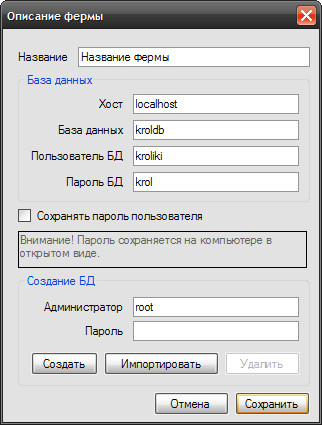 Описание фермы
Название Название фермы
База данных
Хост localhost
База данных kroldb
Пользователь БД kroliki
Пароль БД krol
Сохранять пароль пользователя
Внимание! Пароль сохраняется на компьютере в
открытом виде.
Создание БД
Администратор root
Пароль
Создать Импортировать Удалить
Отмена Сохранить